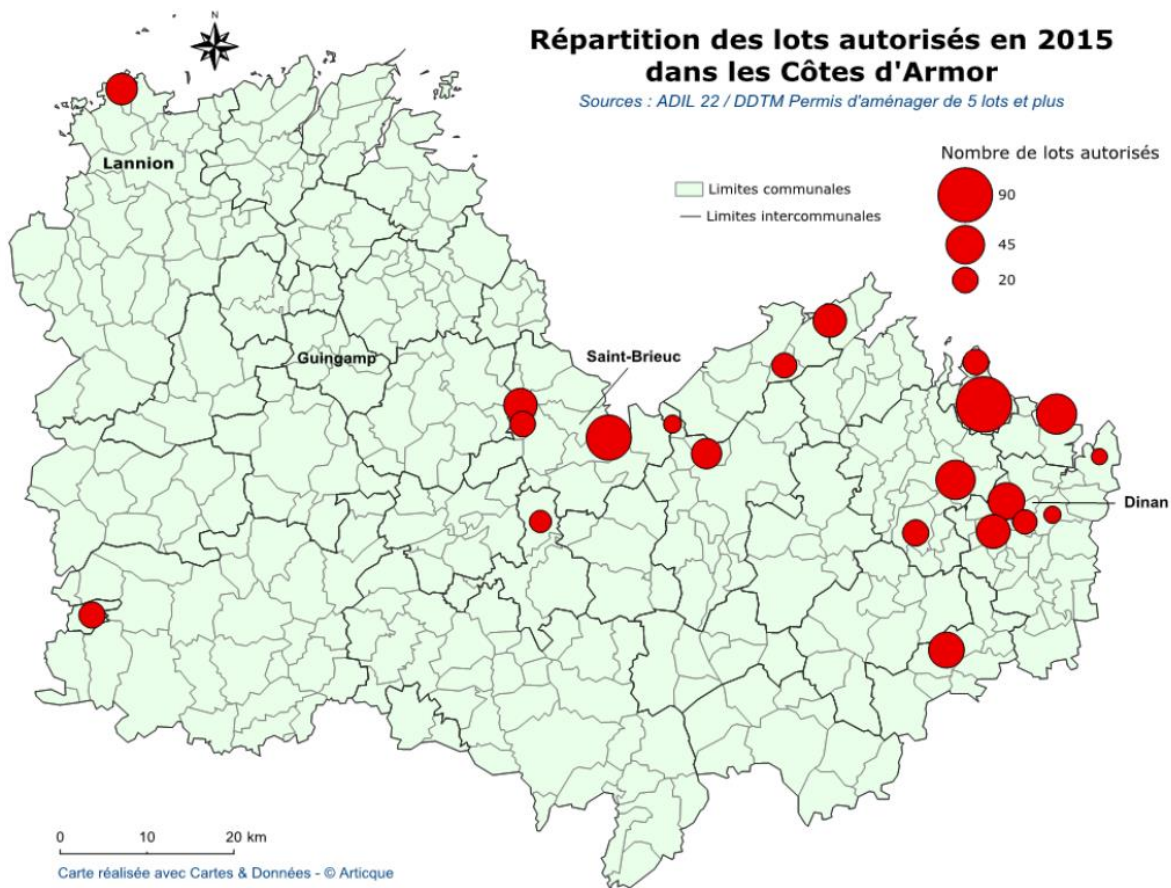 Répartition des lots autorisés en 2015
dans les Côtes d'Armor
Sources : ADIL 22 / DDTM Permis d'aménager de 5 lots et plus
N
Nombre de lots autorisés
90
45
20
Limites communales
Limites intercommunales
Lannion
Guingamp
Saint-Brieuc
Dinan
0 10 20 km
Carte réalisée avec Cartes & Données - © Articque